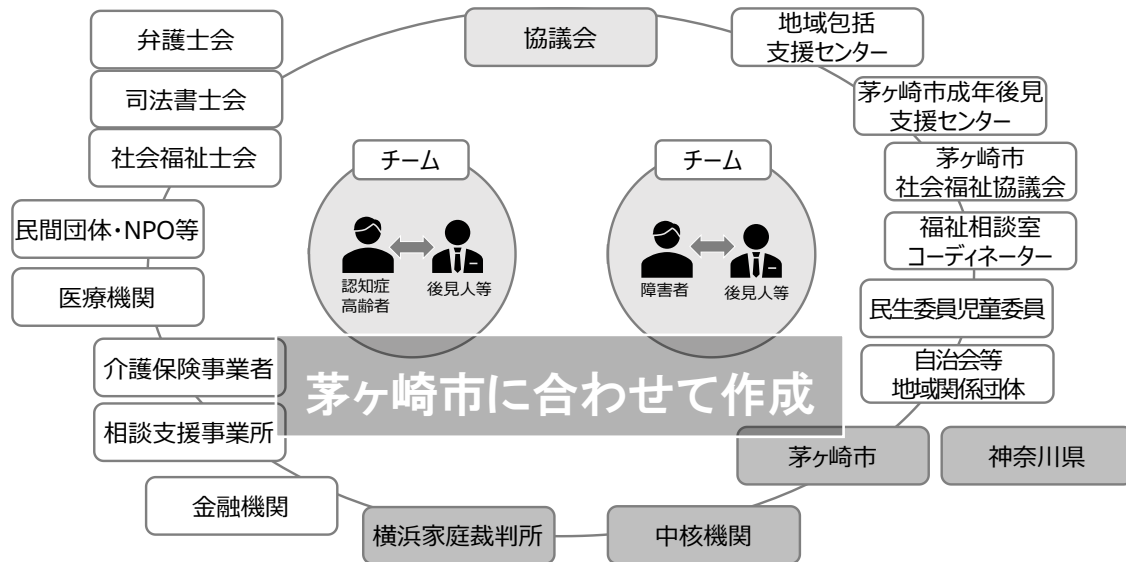 弁護士会
司法書士会
社会福祉士会
民間団体・NPO等
医療機関
介護保険事業者
相談支援事業所
金融機関
協議会
地域包括
支援センター
茅ヶ崎市成年後見
支援センター
茅ヶ崎市
社会福祉協議会
福祉相談室
コーディネーター
民生委員児童委員
自治会等
地域関係団体
チーム
認知症
高齢者
後見人等
チーム
障害者
後見人等
茅ヶ崎市に合わせて作成
茅ヶ崎市
神奈川県
横浜家庭裁判所
中核機関